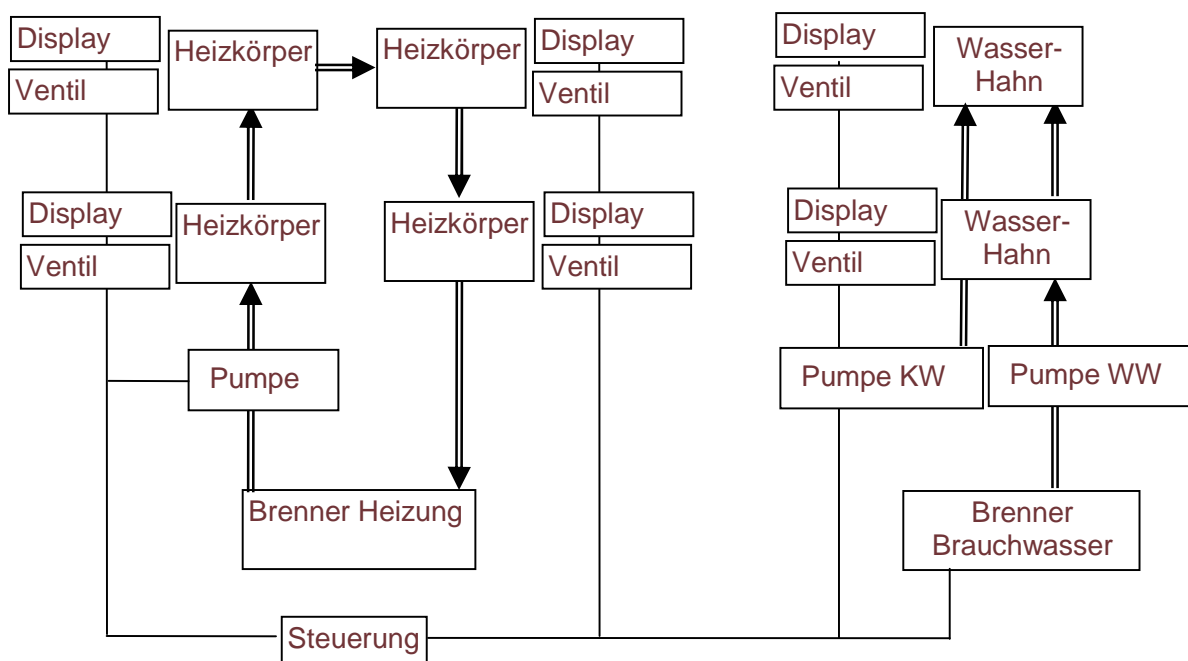 Display
Heizkörper
Heizkörper
Display
Display
Wasser-
Hahn
Ventil
Ventil
Ventil
Display
Heizkörper
Heizkörper
Display
Display
Wasser-
Hahn
Ventil
Ventil
Ventil
Pumpe
Pumpe KW
Pumpe WW
Brenner Heizung
Brenner
Brauchwasser
Steuerung